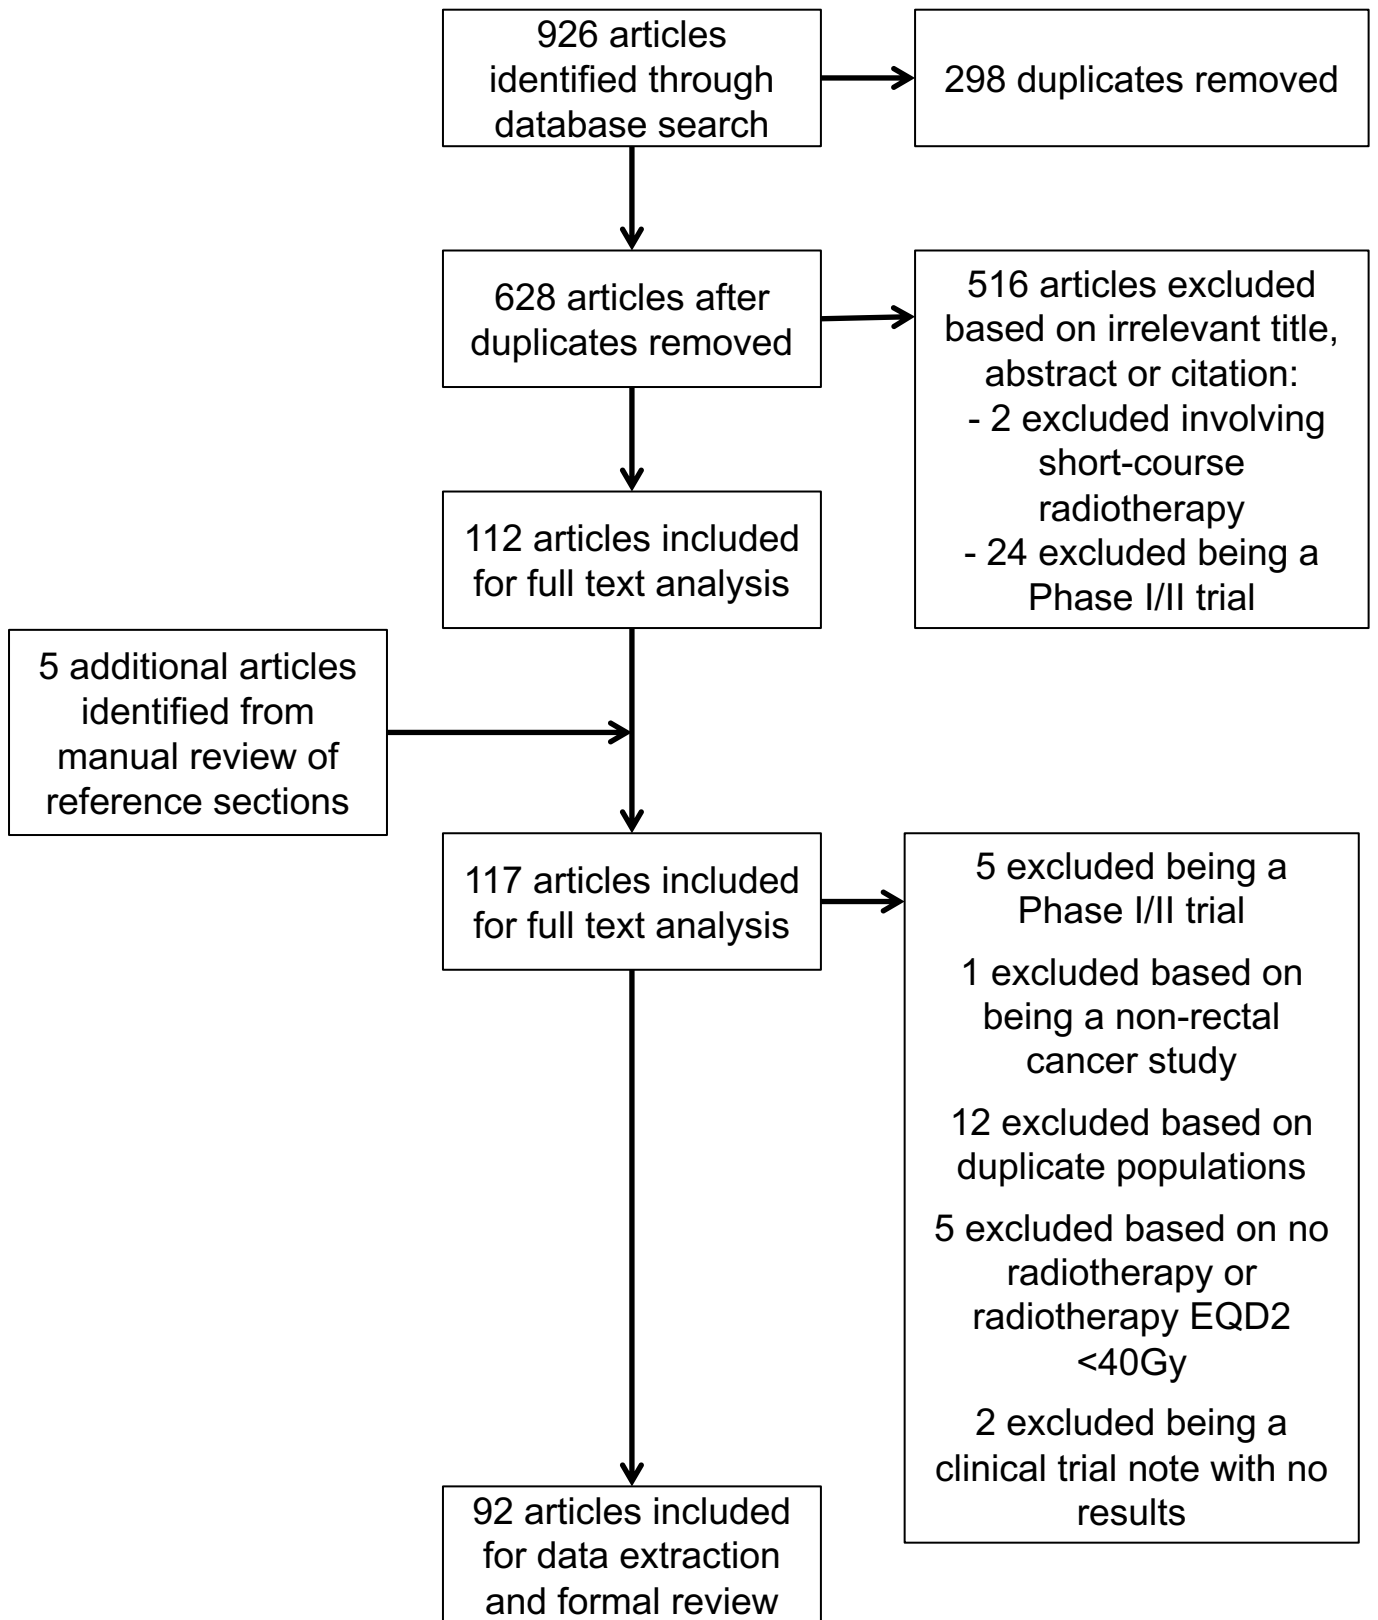 926 articles
identified through
database search
298 duplicates removed
628 articles after
duplicates removed
516 articles excluded
based on irrelevant title,
abstract or citation:
- 2 excluded involving
short-course
radiotherapy
- 24 excluded being a
Phase I/II trial
112 articles included
for full text analysis
5 additional articles
identified from
manual review of
reference sections
117 articles included
for full text analysis
5 excluded being a
Phase I/II trial
1 excluded based on
being a non-rectal
cancer study
12 excluded based on
duplicate populations
5 excluded based on no
radiotherapy or
radiotherapy EQD2
<40Gy
2 excluded being a
clinical trial note with no
results
92 articles included
for data extraction
and formal review